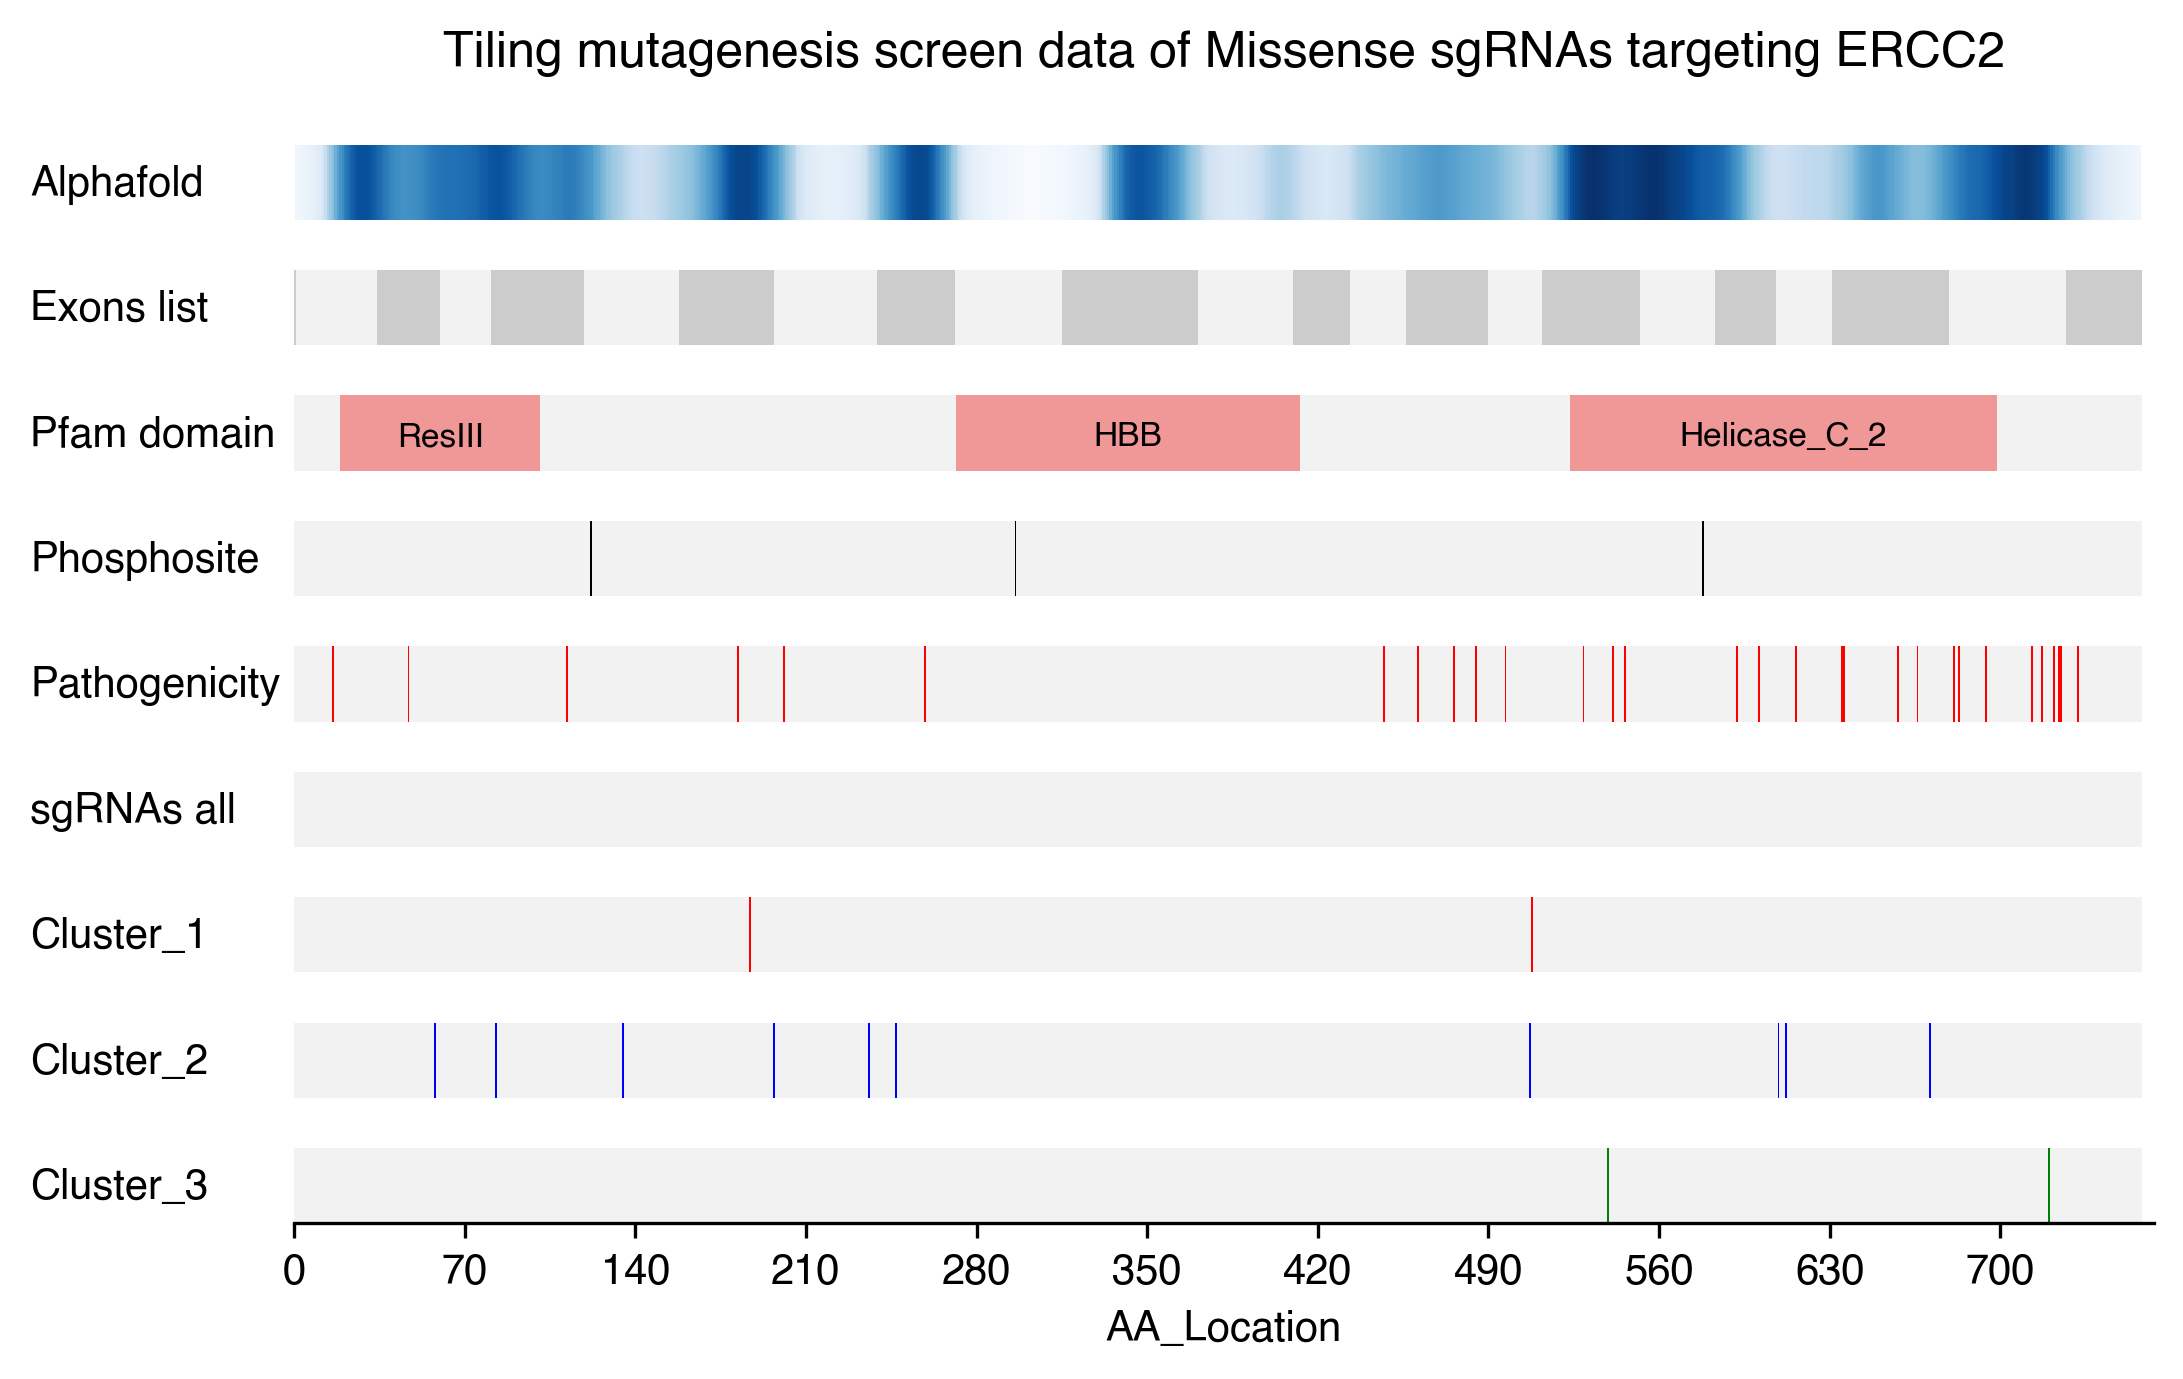 Tiling mutagenesis screen data of Missense sgRNAs targeting ERCC2
Alphafold
Exons list
Pfam domain
ResIII
HBB
Helicase_C_2
Phosphosite
Pathogenicity
sgRNAs all
Cluster_1
Cluster_2
Cluster_3
0 70 140 210 280 350 420 490 560 630 700
AA_Location